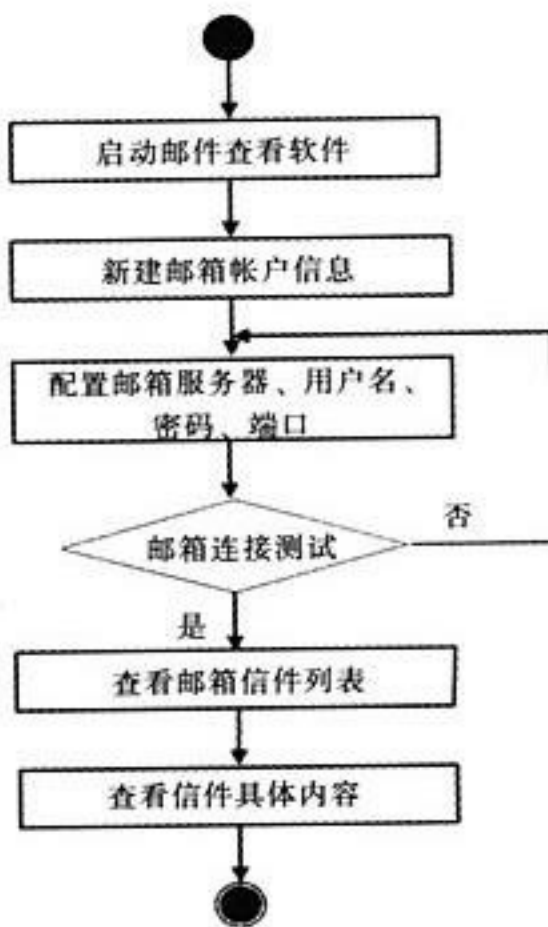 启动邮件查看软件
新建邮箱帐户信息
配置邮箱服务器、用户名、
密码、端口
邮箱连接测试
否
是
查看邮箱信件列表
查看信件具体内容